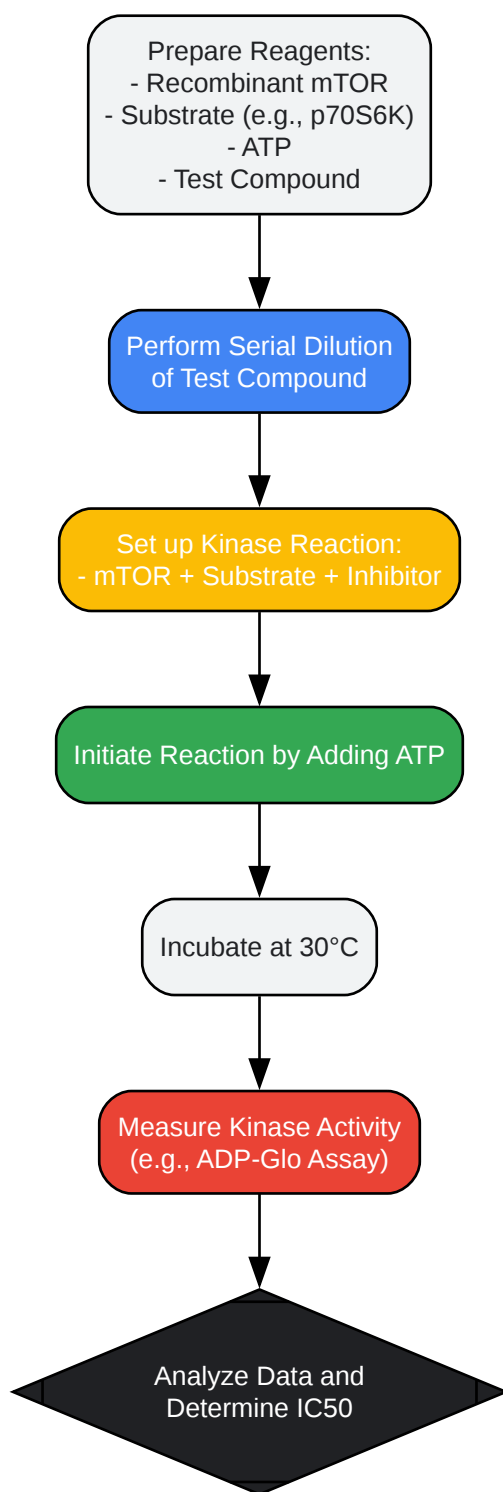 Prepare Reagents:
- Recombinant mTOR
- Substrate (e.g., p70S6K)
- ATP
- Test Compound
Perform Serial Dilution
of Test Compound
Set up Kinase Reaction:
- mTOR + Substrate + Inhibitor
Initiate Reaction by Adding ATP
Incubate at 30°C
Measure Kinase Activity
(e.g., ADP-Glo Assay)
Analyze Data and
Determine IC50